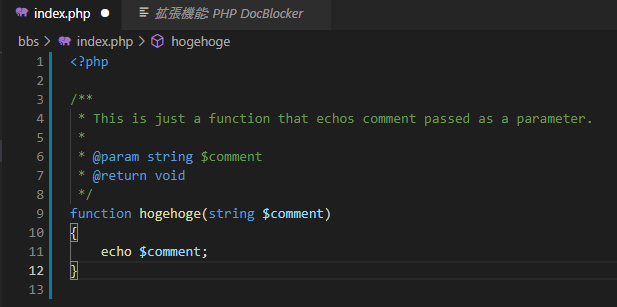 index.php ● 拡張機能: PHP DocBlocker
bbs > index.php > hogehoge
1 <?php
2
3 /**
4  * This is just a function that echos comment passed as a parameter.
5  *
6  * @param string $comment
7  * @return void
8  */
9 function hogehoge(string $comment)
10 {
11     echo $comment;
12 }
13